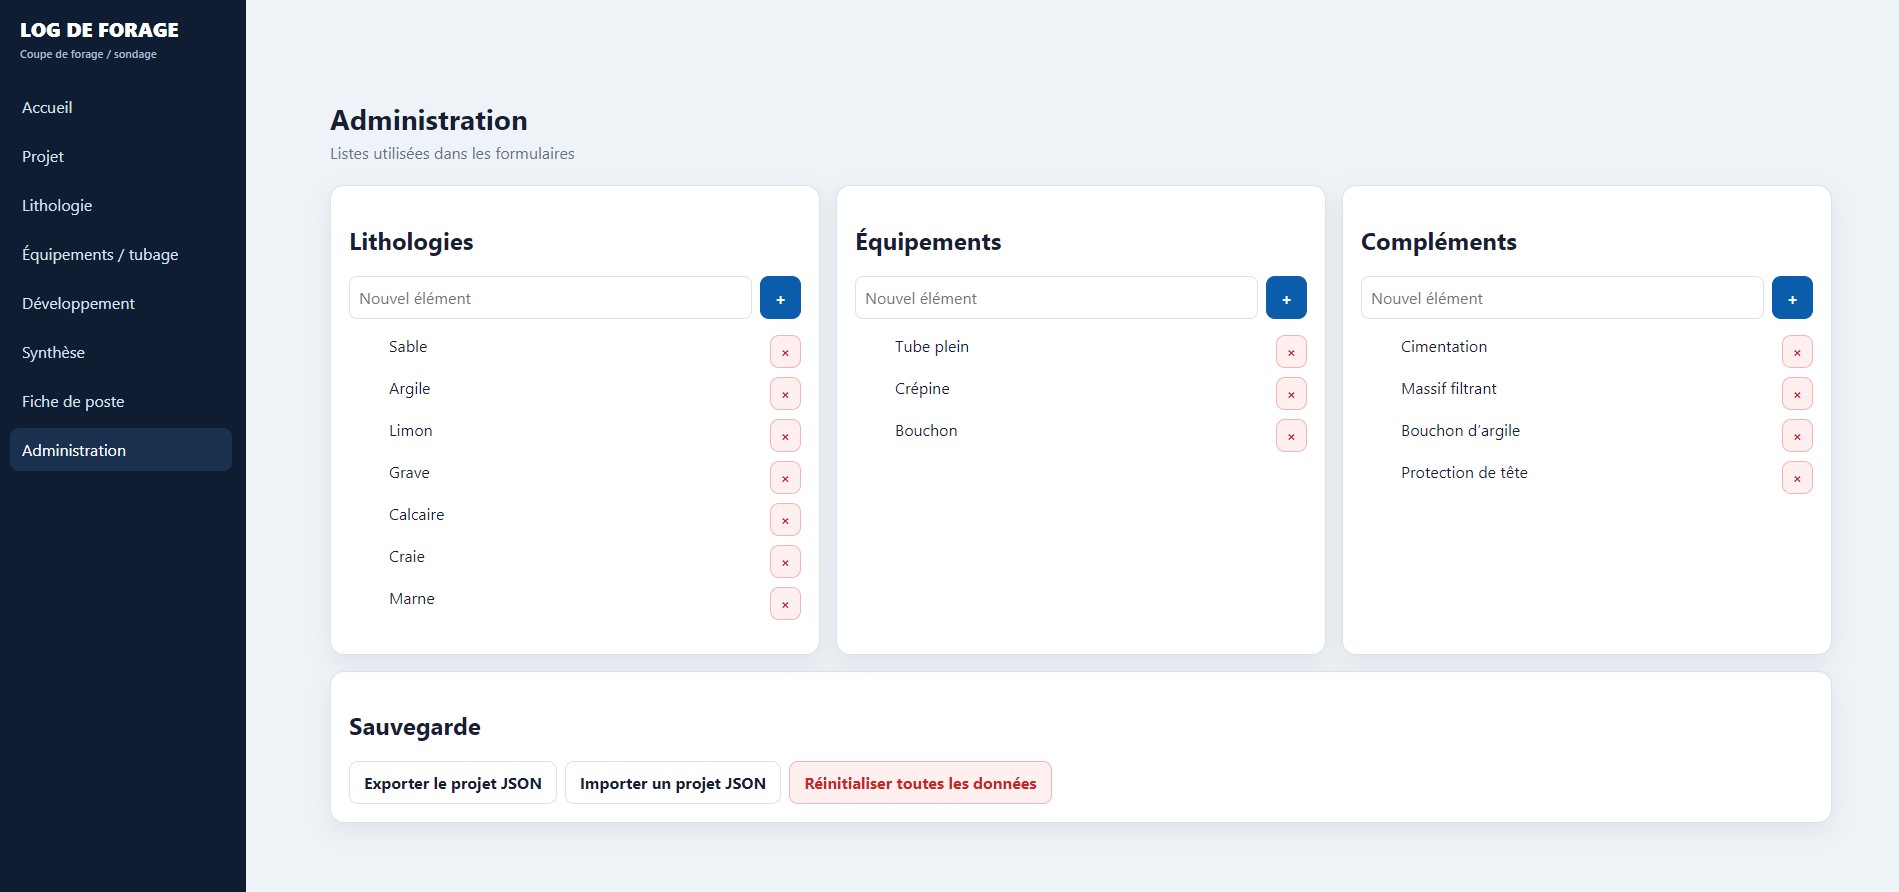 LOG DE FORAGE
Coupe de forage / sondage
Accueil
Projet
Lithologie
Équipements / tubage
Développement
Synthèse
Fiche de poste
Administration
Administration
Listes utilisées dans les formulaires
Lithologies
Nouvel élément +
Sable ×
Argile ×
Limon ×
Grave ×
Calcaire ×
Craie ×
Marne ×
Équipements
Nouvel élément +
Tube plein ×
Crépine ×
Bouchon ×
Compléments
Nouvel élément +
Cimentation ×
Massif filtrant ×
Bouchon d’argile ×
Protection de tête ×
Sauvegarde
Exporter le projet JSON Importer un projet JSON Réinitialiser toutes les données